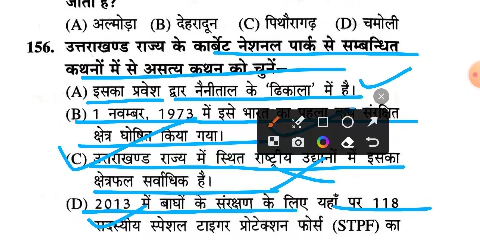 जाता है?
(A) अल्मोड़ा (B) देहरादून (C) पिथौरागढ़ (D) चमोली
156. उत्तराखण्ड राज्य के कार्बेट नेशनल पार्क से सम्बन्धित
कथनों में से असत्य कथन को चुनें–
(A) इसका प्रवेश द्वार नैनीताल के 'ढिकाला' में है।
(B) 1 नवम्बर, 1973 में इसे भारत का पहला संरक्षित
क्षेत्र घोषित किया गया।
(C) उत्तराखण्ड राज्य में स्थित राष्ट्रीय उद्यानों में इसका
क्षेत्रफल सर्वाधिक है।
(D) 2013 में बाघों के संरक्षण के लिए यहाँ पर 118
सदस्यीय स्पेशल टाइगर प्रोटेक्शन फोर्स (STPF) का